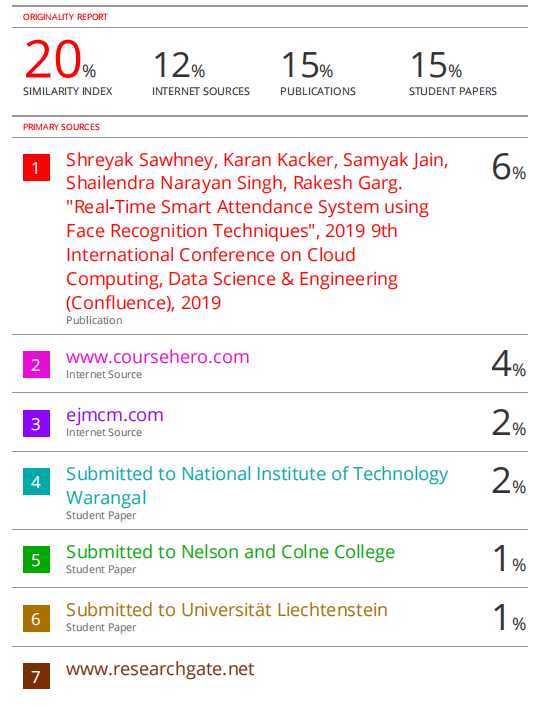 ORIGINALITY REPORT
20% 12% 15% 15%
SIMILARITY INDEX INTERNET SOURCES PUBLICATIONS STUDENT PAPERS
PRIMARY SOURCES
1 Shreyak Sawhney, Karan Kacker, Samyak Jain, 6%
Shailendra Narayan Singh, Rakesh Garg.
"Real-Time Smart Attendance System using
Face Recognition Techniques", 2019 9th
International Conference on Cloud
Computing, Data Science & Engineering
(Confluence), 2019
Publication
2 www.coursehero.com 4%
Internet Source
3 ejmcm.com 2%
Internet Source
4 Submitted to National Institute of Technology 2%
Warangal
Student Paper
5 Submitted to Nelson and Colne College 1%
Student Paper
6 Submitted to Universität Liechtenstein 1%
Student Paper
7 www.researchgate.net